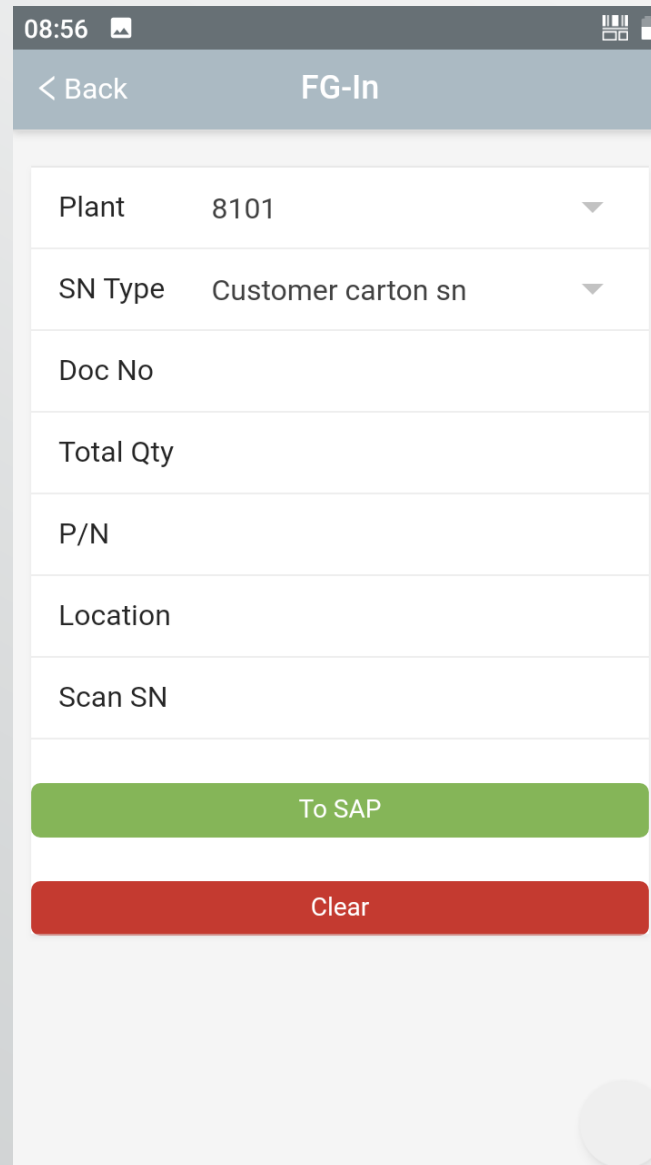 08:56
< Back FG-In
Plant 8101
SN Type Customer carton sn
Doc No
Total Qty
P/N
Location
Scan SN
To SAP
Clear